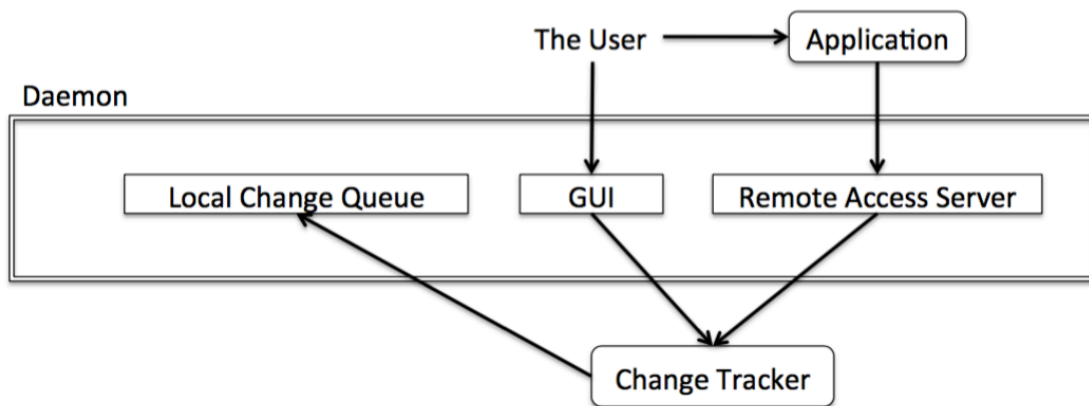 The User
Application
Daemon
Local Change Queue
GUI
Remote Access Server
Change Tracker